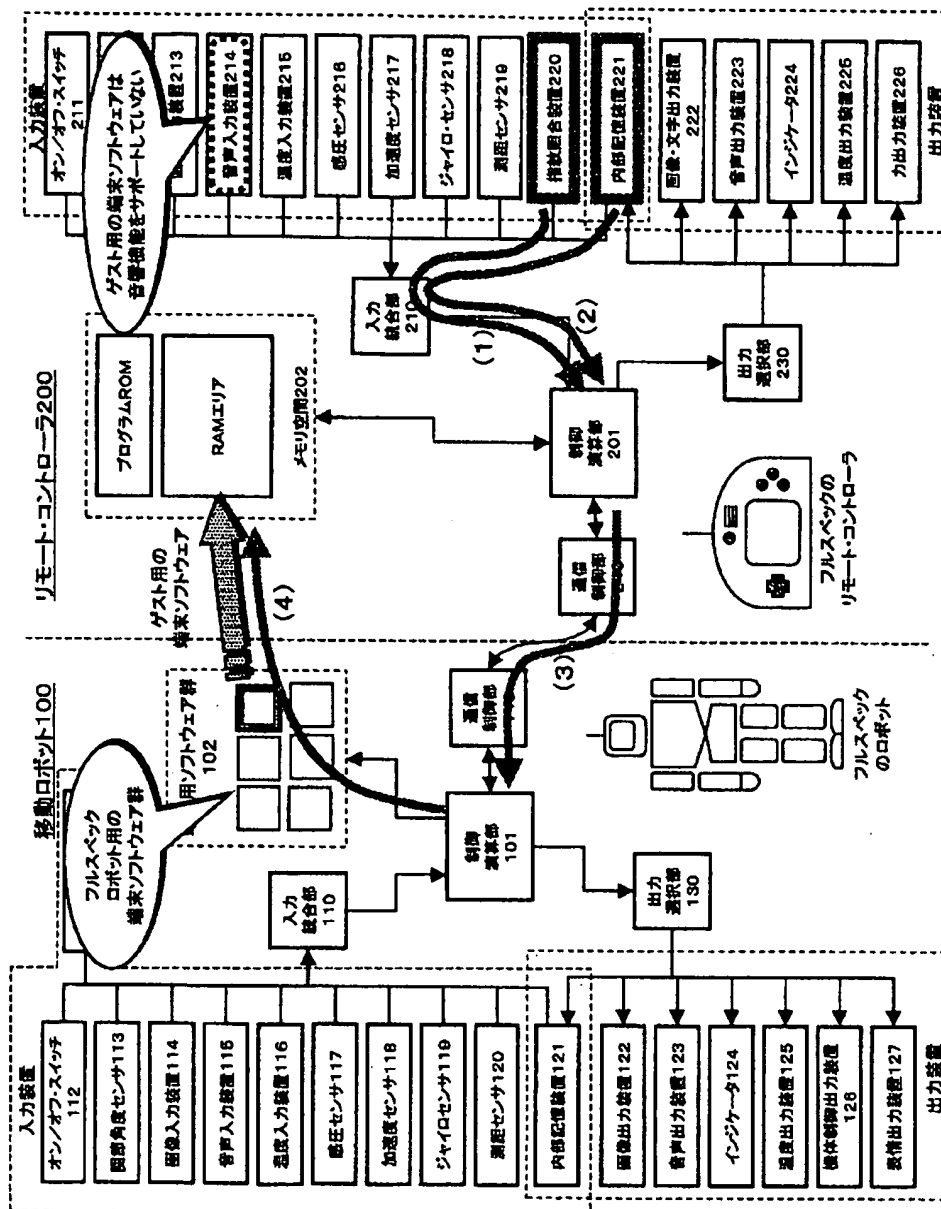 移動ロボット100
リモート・コントローラ200
入力装置
オン/オフ・スイッチ
112
関節角度センサ113
画像入力装置114
音声入力装置115
温度入力装置116
感圧センサ117
加速度センサ118
ジャイロセンサ119
測距センサ120
内部記憶装置121
画像出力装置122
音声出力装置123
インジケータ124
温度出力装置125
機体制御出力装置
126
表情出力装置127
出力装置
フルスペック
ロボット用の
端末ソフトウェア群
入力
統合部
110
用ソフトウェア群
102
制御
演算部
101
出力
選択部
130
通信
制御部
フルスペック
のロボット
ゲスト用の
端末ソフトウェア
(4)
(3)
プログラムROM
RAMエリア
メモリ空間202
通信
制御部
制御
演算部
201
フルスペックの
リモート・コントローラ
(1)
(2)
入力
統合部
210
出力
選択部
230
ゲスト用の端末ソフトウェアは
音響機能をサポートしていない
入力装置
オン/オフ・スイッチ
211
装置213
音声入力装置214
温度入力装置215
感圧センサ216
加速度センサ217
ジャイロ・センサ218
測距センサ219
指紋照合装置220
内部記憶装置221
画像・文字出力装置
222
音声出力装置223
インジケータ224
温度出力装置225
力出力装置226
出力装置